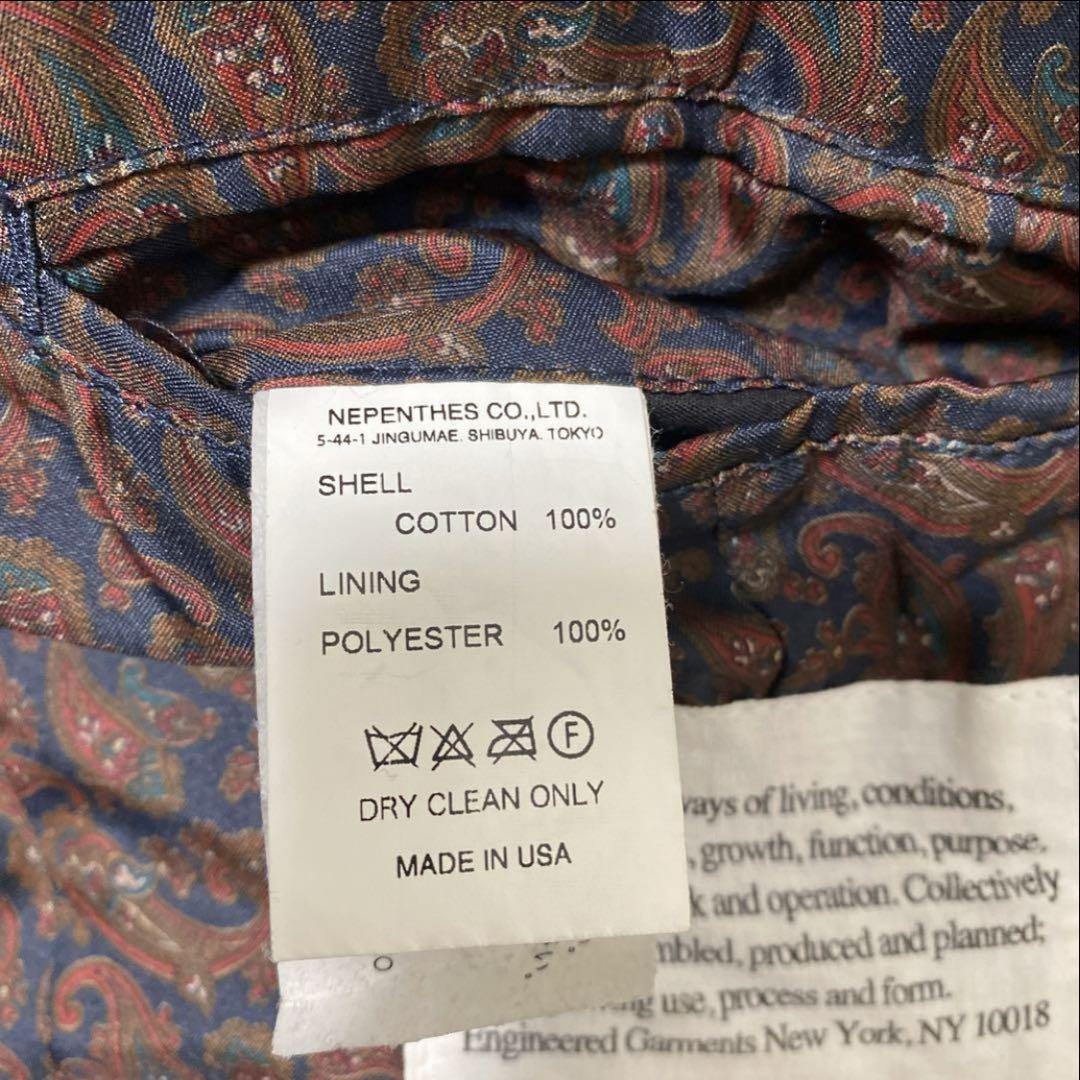 NEPENTHES CO.,LTD.
5-44-1 JINGUMAE. SHIBUYA. TOKYO
SHELL
COTTON 100%
LINING
POLYESTER 100%
F
DRY CLEAN ONLY
MADE IN USA
of living, conditions,
, growth, function, purpose,
and operation. Collectively
, produced and planned;
use, process and form.
Engineered Garments New York, NY 10018